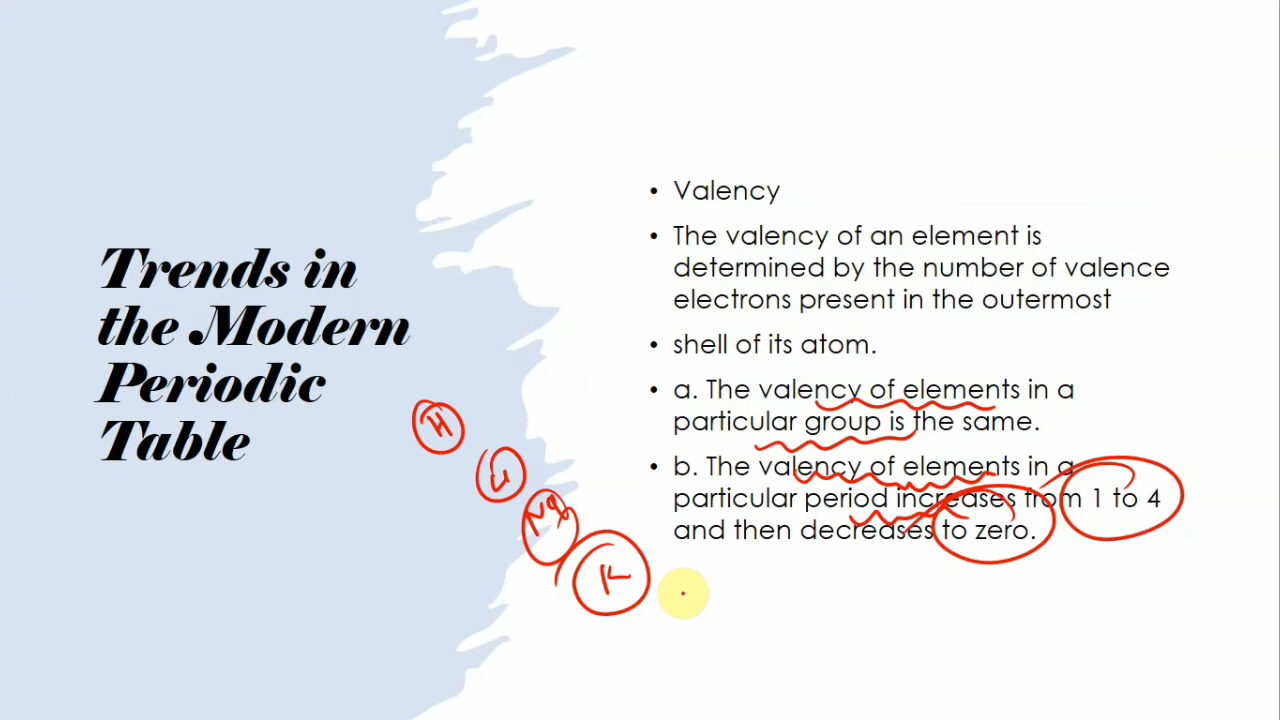 Trends in
the Modern
Periodic
Table
• Valency
• The valency of an element is
determined by the number of valence
electrons present in the outermost
• shell of its atom.
• a. The valency of elements in a
particular group is the same.
• b. The valency of elements in a
particular period increases from 1 to 4
and then decreases to zero.
H
Li
Na
K